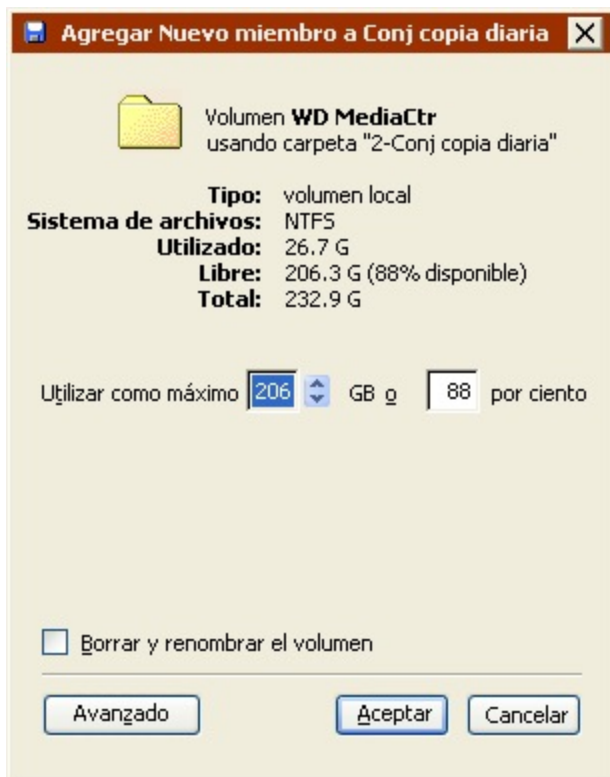 Agregar Nuevo miembro a Conj copia diaria
Volumen WD MediaCtr
usando carpeta "2-Conj copia diaria"
Tipo: volumen local
Sistema de archivos: NTFS
Utilizado: 26.7 G
Libre: 206.3 G (88% disponible)
Total: 232.9 G
Utilizar como máximo 206 GB o 88 por ciento
Borrar y renombrar el volumen
Avanzado Aceptar Cancelar